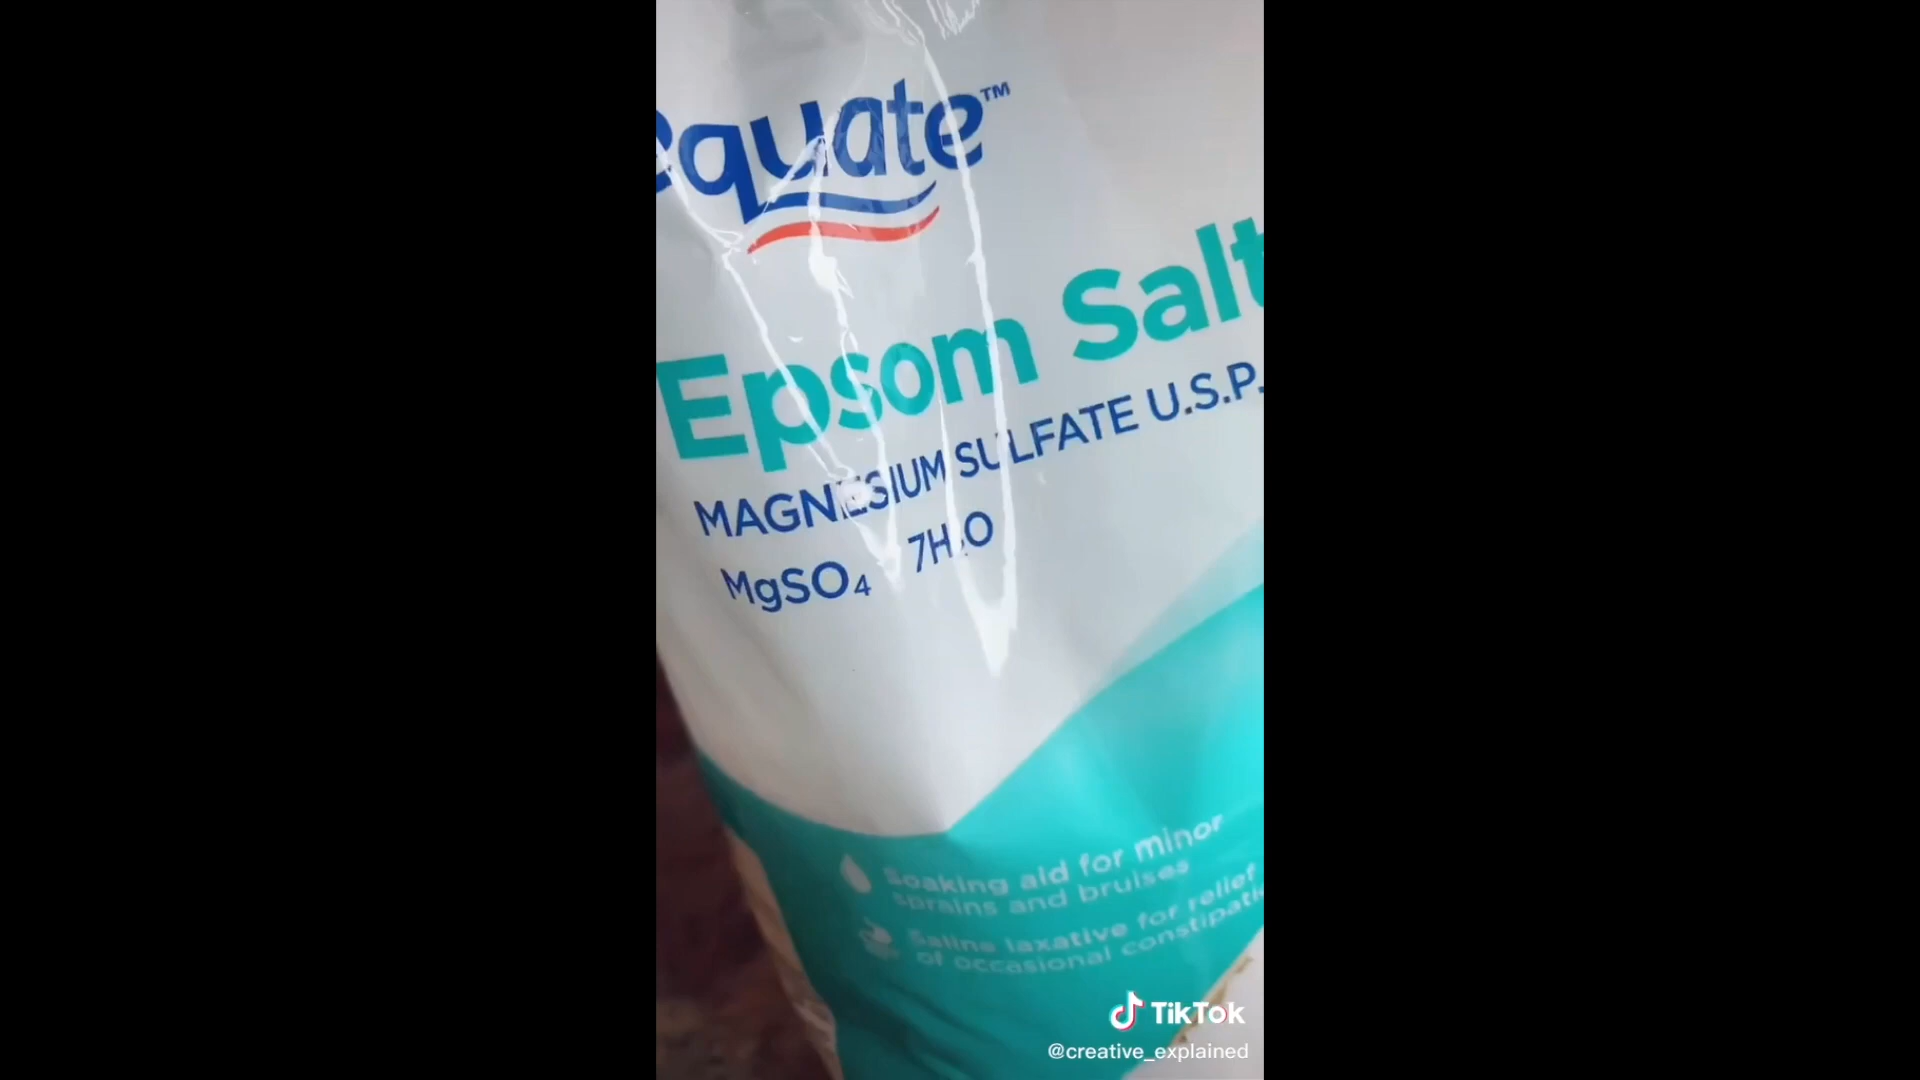 equate™
Epsom Salt
MAGNESIUM SULFATE U.S.P.
MgSO₄ 7H₂O
Soaking aid for minor
sprains and bruises
Saline laxative for relief
of occasional
TikTok
@creative_explained